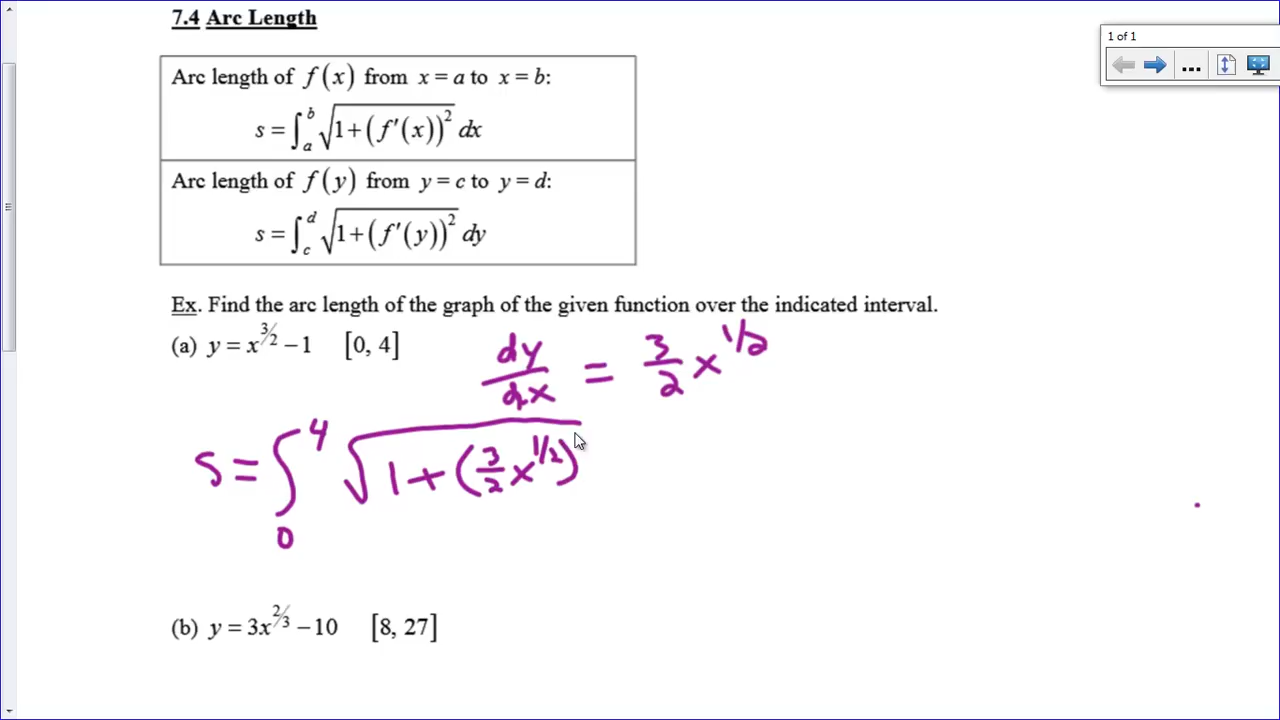 7.4 Arc Length
1 of 1
Arc length of f(x) from x = a to x = b:
s = ∫_a^b √(1+(f′(x))²) dx
Arc length of f(y) from y = c to y = d:
s = ∫_c^d √(1+(f′(y))²) dy
Ex. Find the arc length of the graph of the given function over the indicated interval.
(a) y = x^(3/2) − 1 [0, 4]
dy/dx = 3/2 x^(1/2)
s = ∫_0^4 √(1 + (3/2 x^(1/2))
(b) y = 3x^(2/3) − 10 [8, 27]